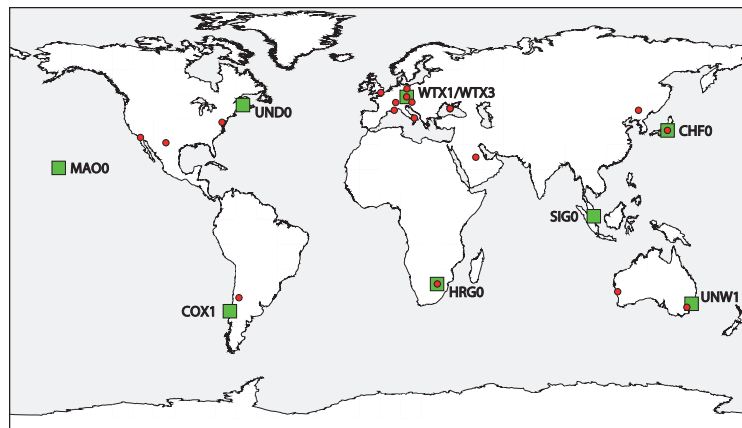 WTX1/WTX3
UND0
CHF0
MAO0
SIG0
HRG0
UNW1
COX1